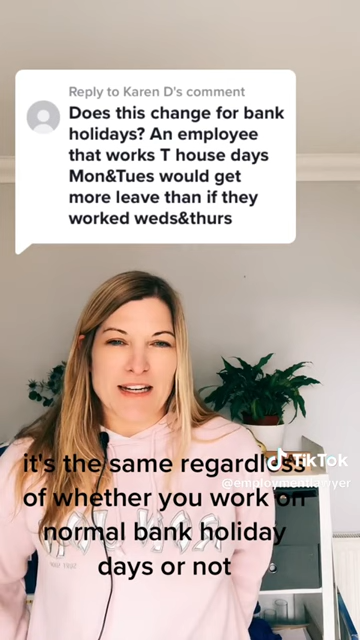 Reply to Karen D's comment
Does this change for bank
holidays? An employee
that works T house days
Mon&Tues would get
more leave than if they
worked weds&thurs
it's the same regardless
of whether you work on
normal bank holiday
days or not
TikTok
@employmentlawyer